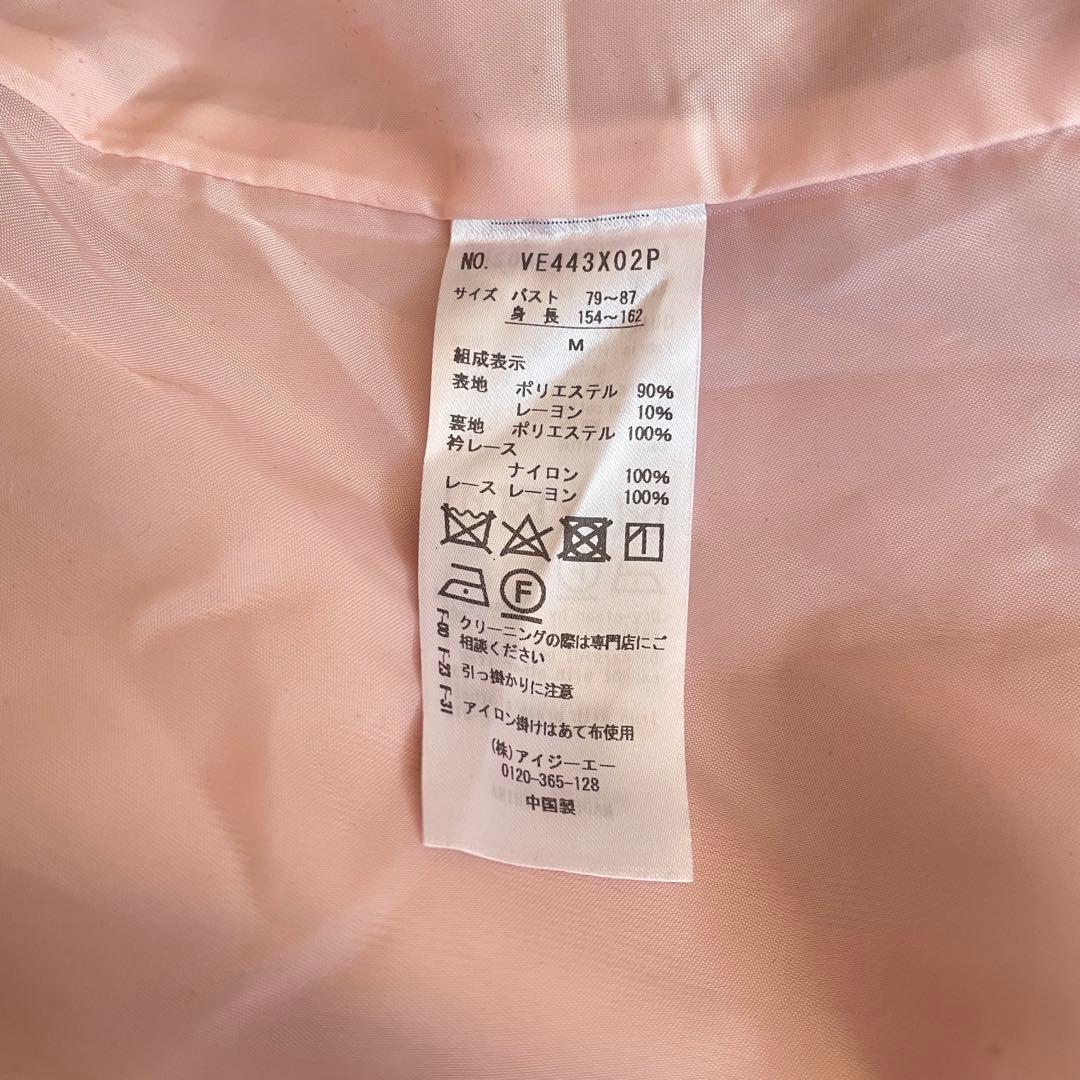 NO. VE443X02P
サイズ バスト 79～87
身 長 154～162
M
組成表示
表地 ポリエステル 90%
レーヨン 10%
裏地 ポリエステル 100%
衿レース
ナイロン 100%
レース レーヨン 100%
F
F-80 クリーニングの際は専門店にご
相談ください
F-23 引っ掛かりに注意
F-31 アイロン掛けはあて布使用
(株)アイジーエー
0120-365-128
中国製